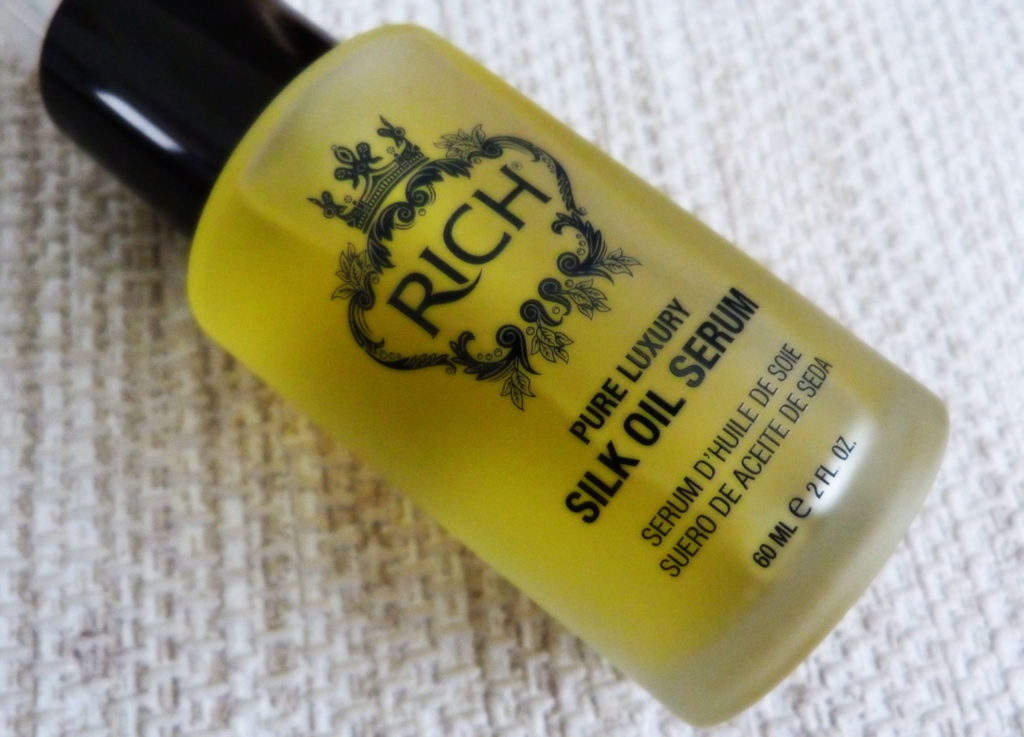 RICH
PURE LUXURY
SILK OIL SERUM
SERUM D'HUILE DE SOIE
SUERO DE ACEITE DE SEDA
60 ML ℮ 2 FL. OZ.